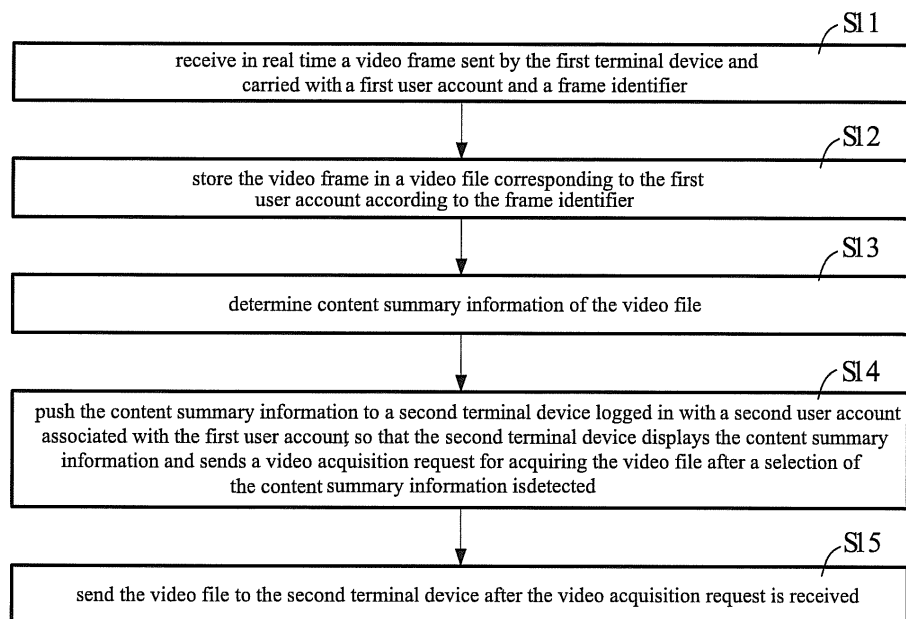 S11
receive in real time a video frame sent by the first terminal device and
carried with a first user account and a frame identifier
S12
store the video frame in a video file corresponding to the first
user account according to the frame identifier
S13
determine content summary information of the video file
S14
push the content summary information to a second terminal device logged in with a second user account
associated with the first user account, so that the second terminal device displays the content summary
information and sends a video acquisition request for acquiring the video file after a selection of
the content summary information isdetected
S15
send the video file to the second terminal device after the video acquisition request is received